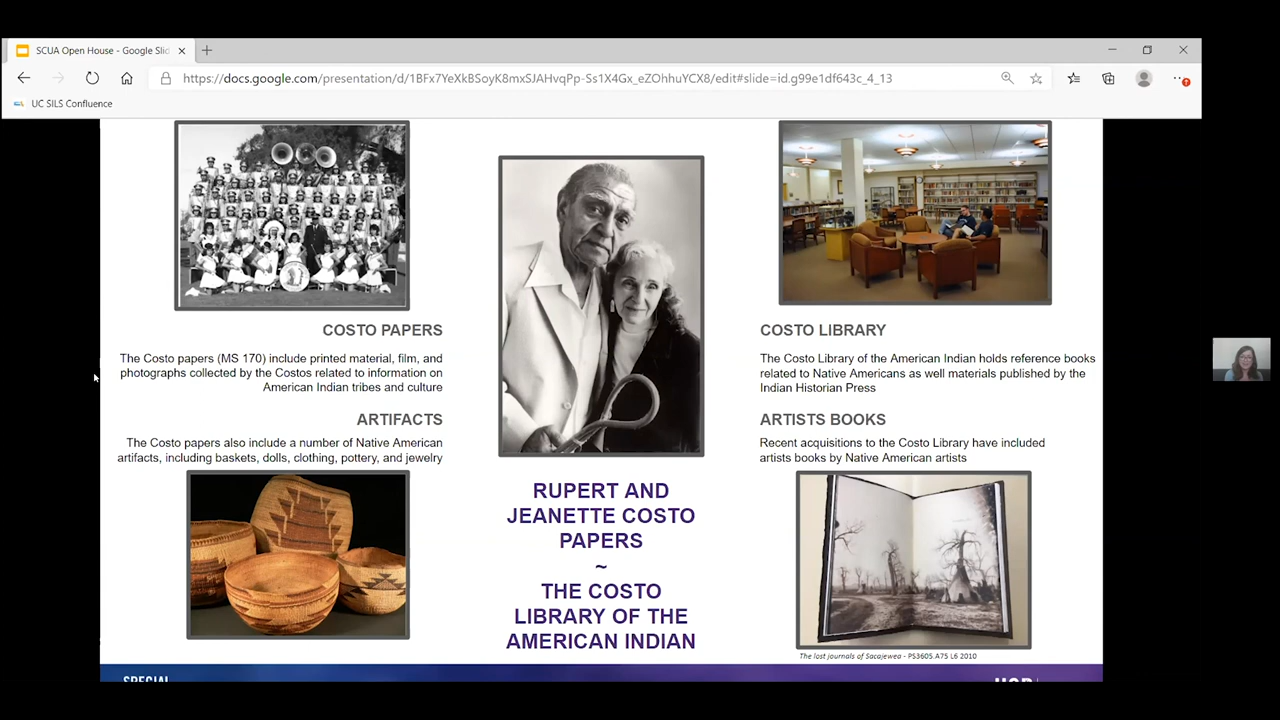 SCUA Open House - Google Slid
https://docs.google.com/presentation/d/1BFx7YeXkBSoyK8mxSJAHvqPp-Ss1X4Gx_eZOhhuYCX8/edit#slide=id.g99e1df643c_4_13
UC SILS Confluence
COSTO PAPERS
The Costo papers (MS 170) include printed material, film, and
photographs collected by the Costos related to information on
American Indian tribes and culture
ARTIFACTS
The Costo papers also include a number of Native American
artifacts, including baskets, dolls, clothing, pottery, and jewelry
RUPERT AND
JEANETTE COSTO
PAPERS
~
THE COSTO
LIBRARY OF THE
AMERICAN INDIAN
COSTO LIBRARY
The Costo Library of the American Indian holds reference books
related to Native Americans as well materials published by the
Indian Historian Press
ARTISTS BOOKS
Recent acquisitions to the Costo Library have included
artists books by Native American artists
The lost journals of Sacajewea - PS3605.A75 L6 2010
SPECIAL